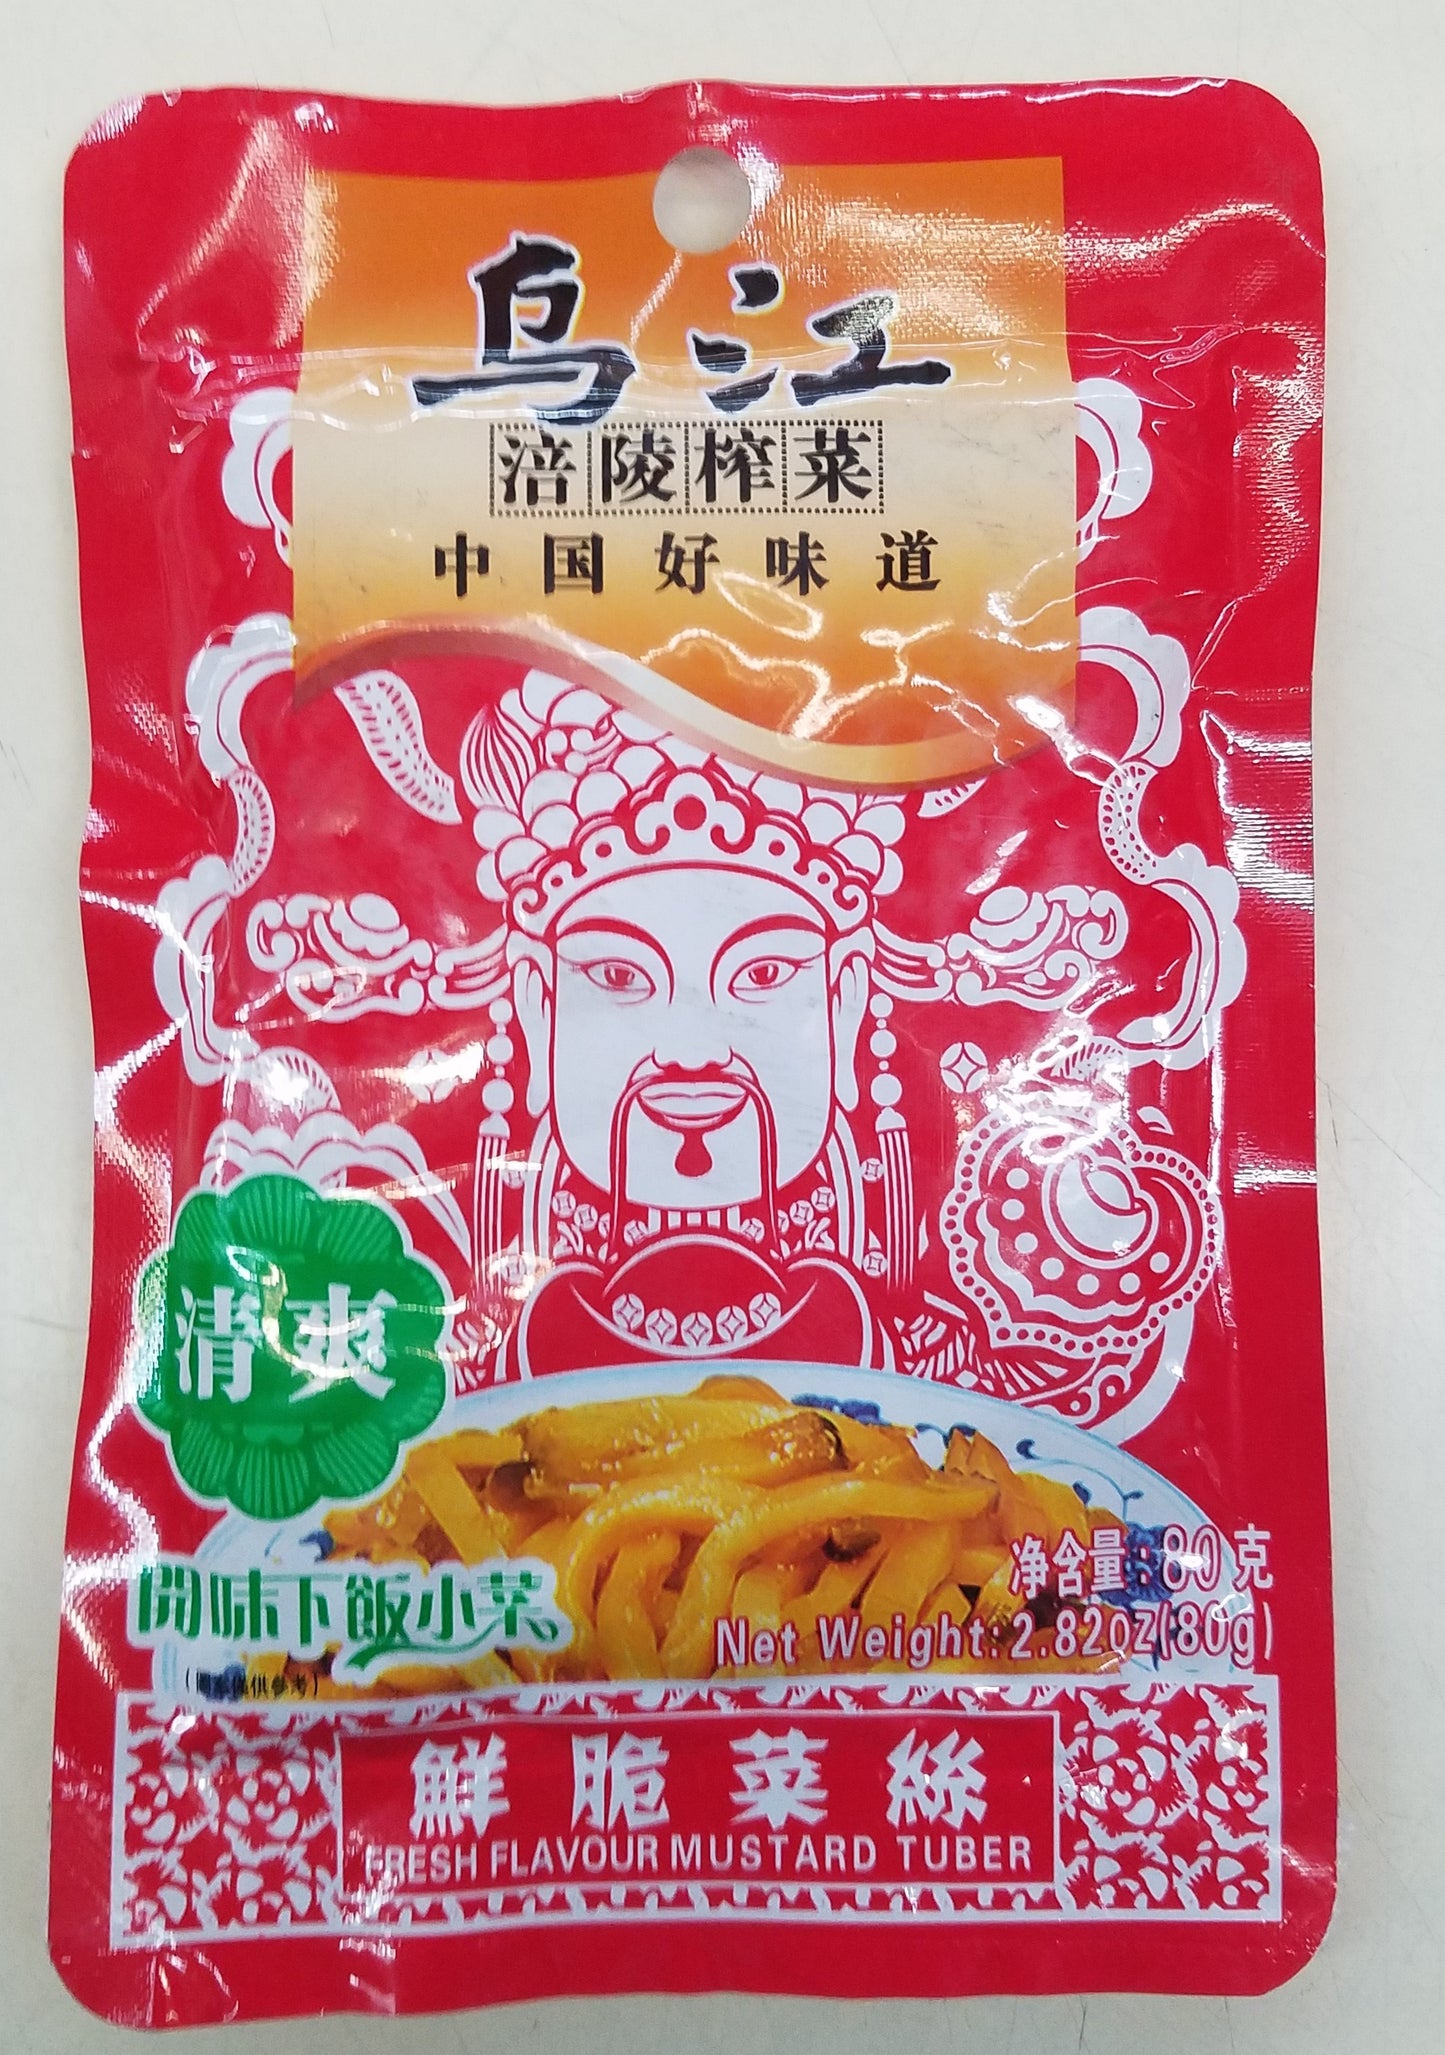 乌江
涪陵榨菜
中国好味道
清爽
開味下飯小菜
净含量:80克
Net Weight:2.82oz(80g)
鮮脆菜絲
FRESH FLAVOUR MUSTARD TUBER